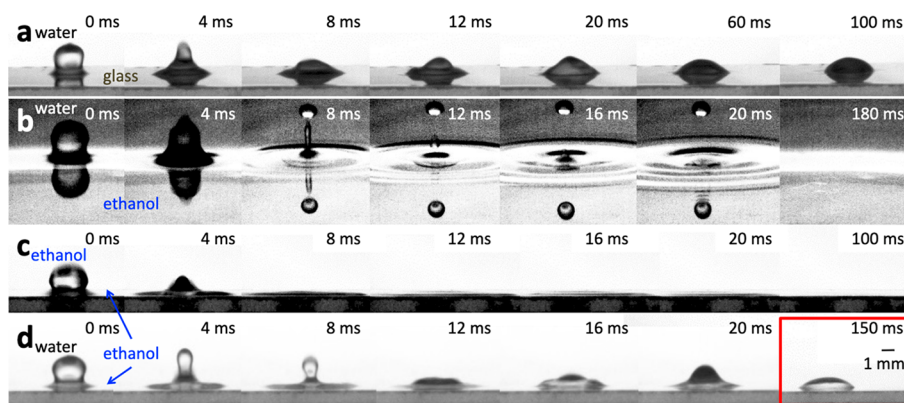 0 ms 4 ms 8 ms 12 ms 20 ms 60 ms 100 ms
a water
glass
water 0 ms 4 ms 8 ms 12 ms 16 ms 20 ms 180 ms
b
ethanol
c 0 ms 4 ms 8 ms 12 ms 16 ms 20 ms 100 ms
ethanol
0 ms 4 ms 8 ms 12 ms 16 ms 20 ms 150 ms
d water ethanol
1 mm